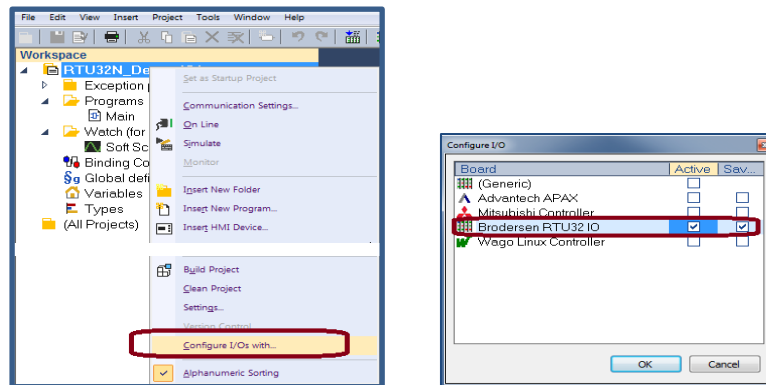 File Edit View Insert Project Tools Window Help
Workspace
RTU32N_De
Exception
Programs
Main
Watch (for
Soft Sc
Binding Co
Global defi
Variables
Types
(All Projects)
Set as Startup Project
Communication Settings...
On Line
Simulate
Monitor
Insert New Folder
Insert New Program...
Insert HMI Device...
Build Project
Clean Project
Settings...
Version Control
Configure I/Os with...
Alphanumeric Sorting
Configure I/O
Board Active Sav...
(Generic)
Advantech APAX
Mitsubishi Controller
Brodersen RTU32 IO
Wago Linux Controller
OK Cancel